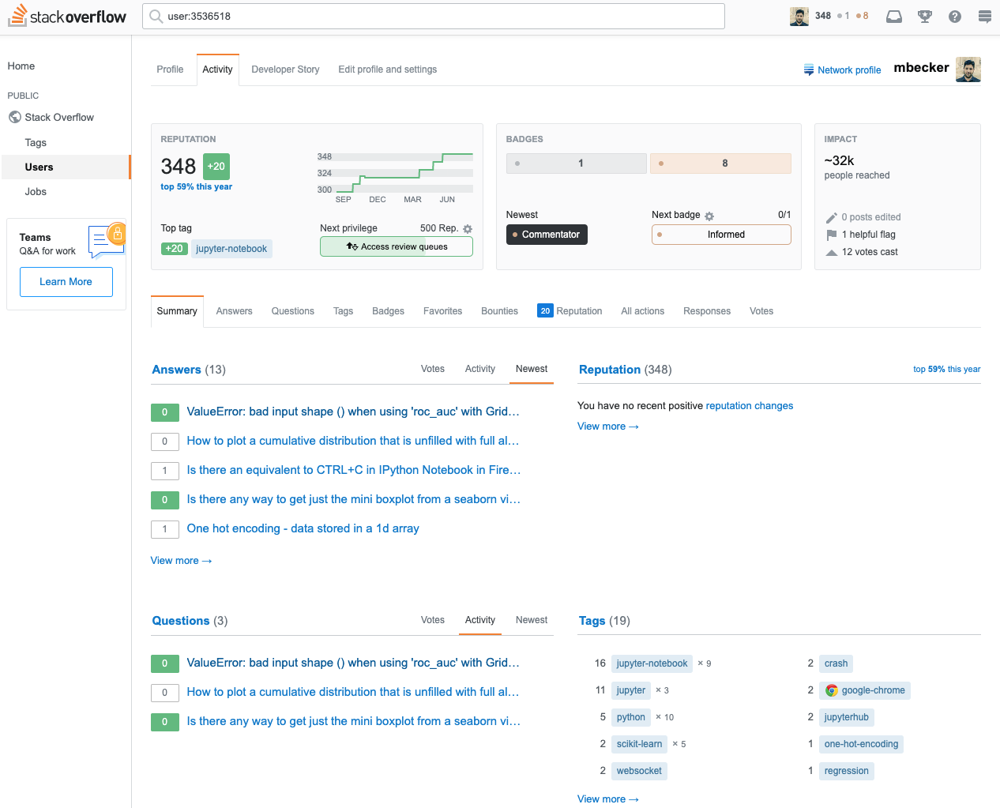 stackoverflow
user:3536518
348 1 8
Home
PUBLIC
Stack Overflow
Tags
Users
Jobs
Teams
Q&A for work
Learn More
Profile
Activity
Developer Story
Edit profile and settings
Network profile
mbecker
REPUTATION
348 +20
top 59% this year
348
324
300
SEP DEC MAR JUN
Top tag
+20 jupyter-notebook
Next privilege 500 Rep.
Access review queues
BADGES
1 8
Newest
Commentator
Next badge 0/1
Informed
IMPACT
~32k
people reached
0 posts edited
1 helpful flag
12 votes cast
Summary Answers Questions Tags Badges Favorites Bounties 20 Reputation All actions Responses Votes
Answers (13) Votes Activity Newest
0 ValueError: bad input shape () when using 'roc_auc' with Grid…
0 How to plot a cumulative distribution that is unfilled with full al…
1 Is there an equivalent to CTRL+C in IPython Notebook in Fire…
0 Is there any way to get just the mini boxplot from a seaborn vi…
1 One hot encoding - data stored in a 1d array
View more →
Reputation (348) top 59% this year
You have no recent positive reputation changes
View more →
Questions (3) Votes Activity Newest
0 ValueError: bad input shape () when using 'roc_auc' with Grid…
0 How to plot a cumulative distribution that is unfilled with full al…
0 Is there any way to get just the mini boxplot from a seaborn vi…
Tags (19)
16 jupyter-notebook × 9
11 jupyter × 3
5 python × 10
2 scikit-learn × 5
2 websocket
2 crash
2 google-chrome
2 jupyterhub
1 one-hot-encoding
1 regression
View more →